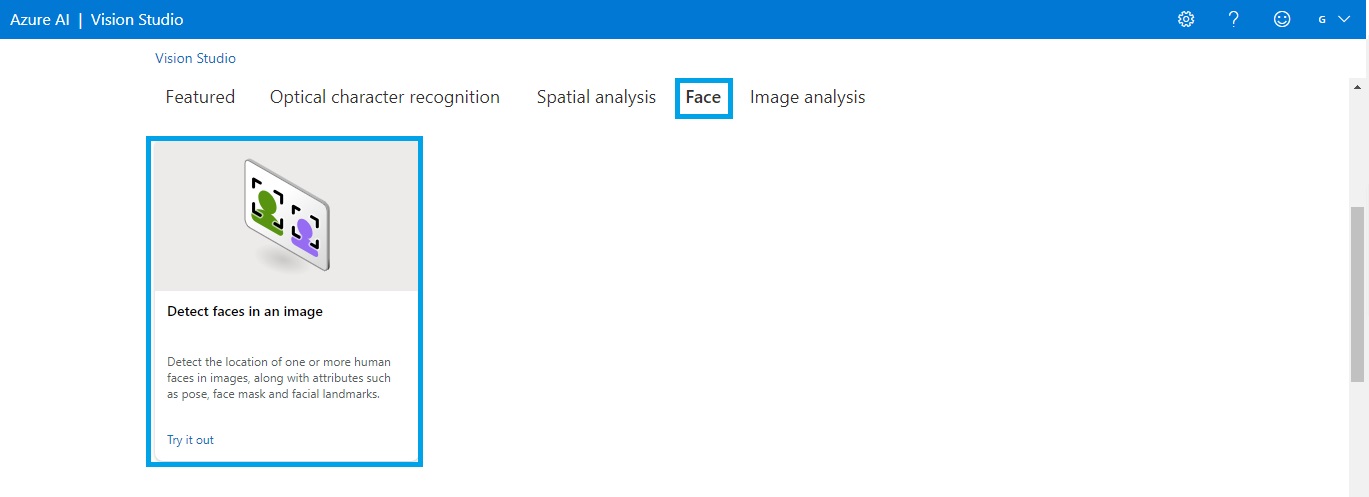 Azure AI | Vision Studio
? G
Vision Studio
Featured Optical character recognition Spatial analysis Face Image analysis
Detect faces in an image
Detect the location of one or more human
faces in images, along with attributes such
as pose, face mask and facial landmarks.
Try it out